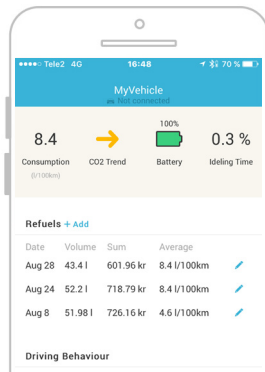 Tele2 4G 16:48 70 %
MyVehicle
Not connected
100%
8.4 0.3 %
Consumption CO2 Trend Battery Ideling Time
(l/100km)
Refuels + Add
Date Volume Sum Average
Aug 28 43.4 l 601.96 kr 8.4 l/100km
Aug 24 52.2 l 718.79 kr 8.4 l/100km
Aug 8 51.98 l 726.16 kr 4.6 l/100km
Driving Behaviour